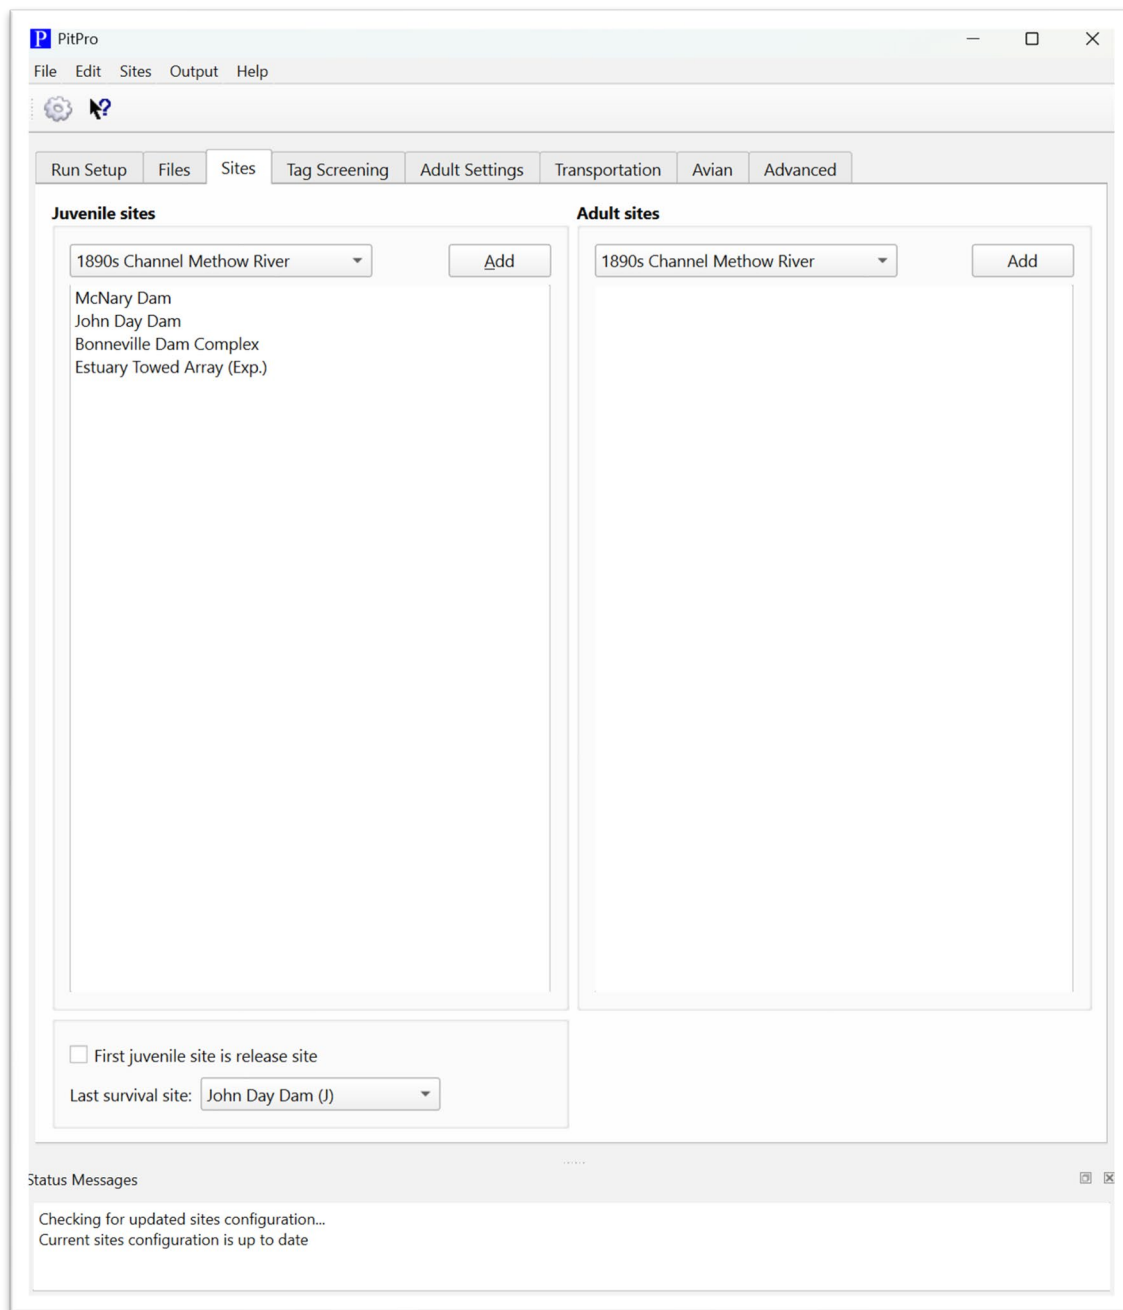 P PitPro
File Edit Sites Output Help
Run Setup Files Sites Tag Screening Adult Settings Transportation Avian Advanced
Juvenile sites
1890s Channel Methow River Add
McNary Dam
John Day Dam
Bonneville Dam Complex
Estuary Towed Array (Exp.)
Adult sites
1890s Channel Methow River Add
First juvenile site is release site
Last survival site: John Day Dam (J)
Status Messages
Checking for updated sites configuration...
Current sites configuration is up to date